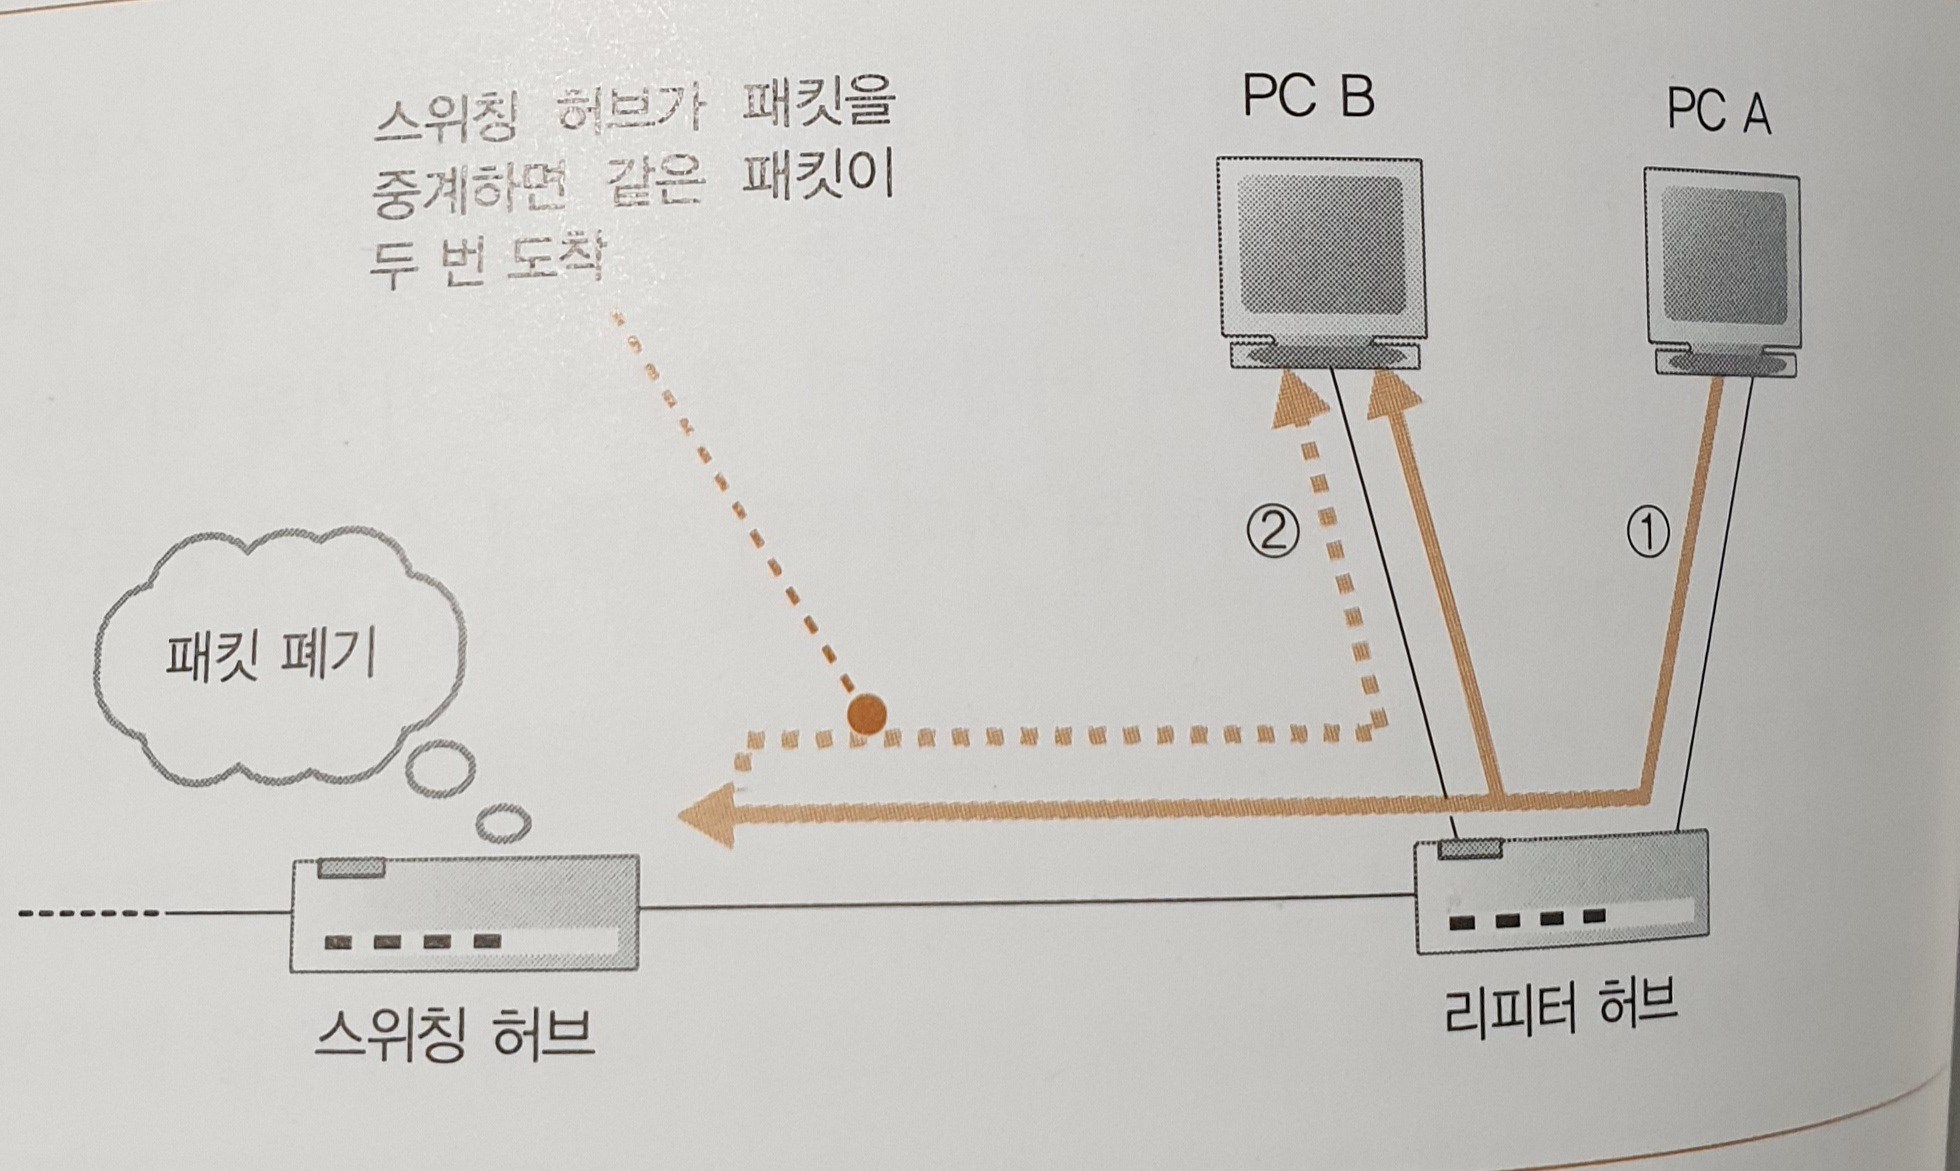 스위칭 허브가 패킷을
중계하면 같은 패킷이
두 번 도착
PC B
PC A
②
①
패킷 폐기
스위칭 허브
리피터 허브